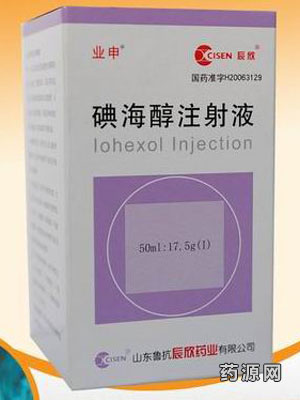 业申®
CISEN® 辰欣®
国药准字H20063129
碘海醇注射液
Iohexol Injection
50ml:17.5g(I)
CISEN® 山东鲁抗辰欣药业有限公司
药源网